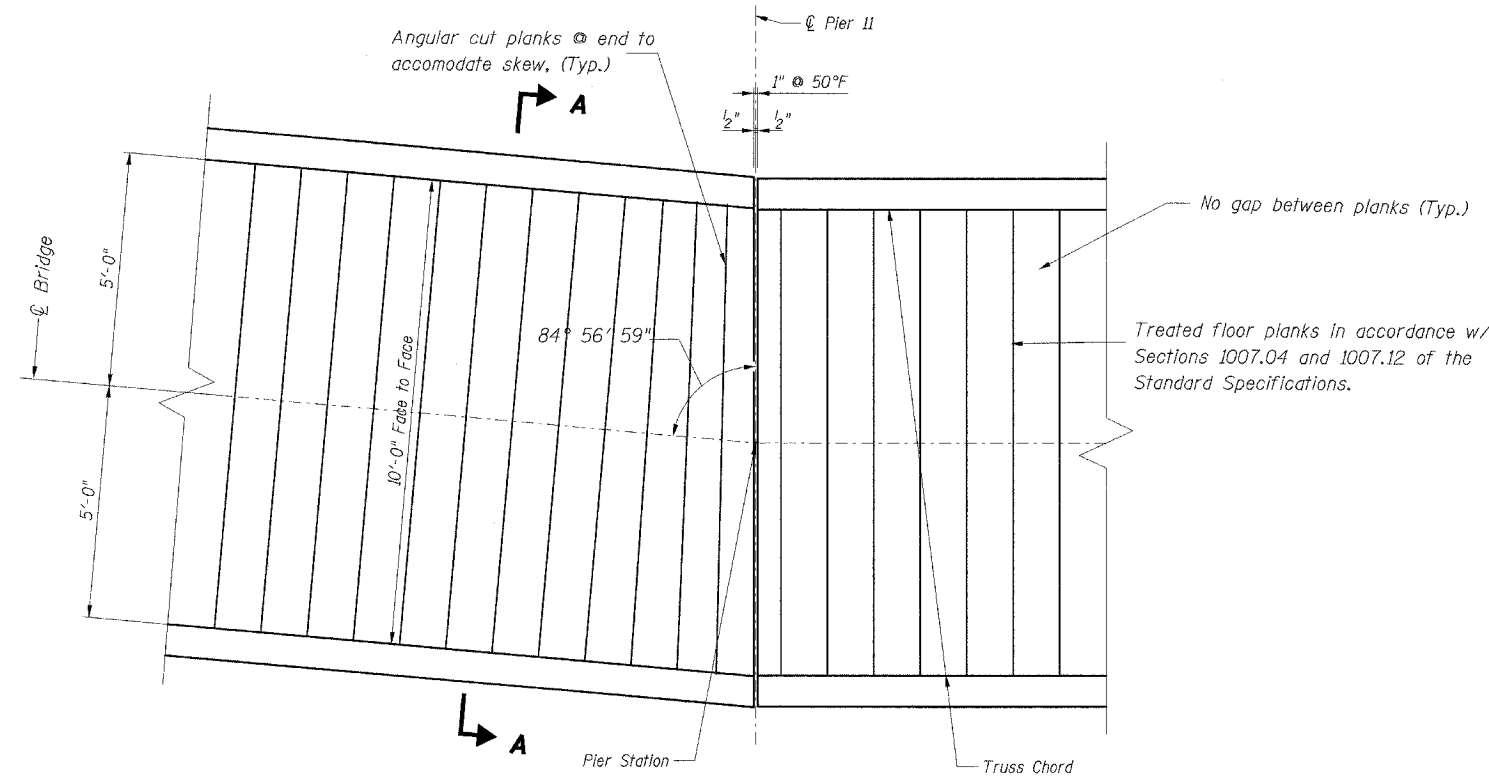 ℄ Pier 11
Angular cut planks @ end to
accomodate skew, (Typ.)
1" @ 50°F
A
½" ½"
No gap between planks (Typ.)
℄ Bridge
5'-0"
84° 56' 59"
10'-0" Face to Face
Treated floor planks in accordance w/
Sections 1007.04 and 1007.12 of the
Standard Specifications.
5'-0"
A
Pier Station
Truss Chord